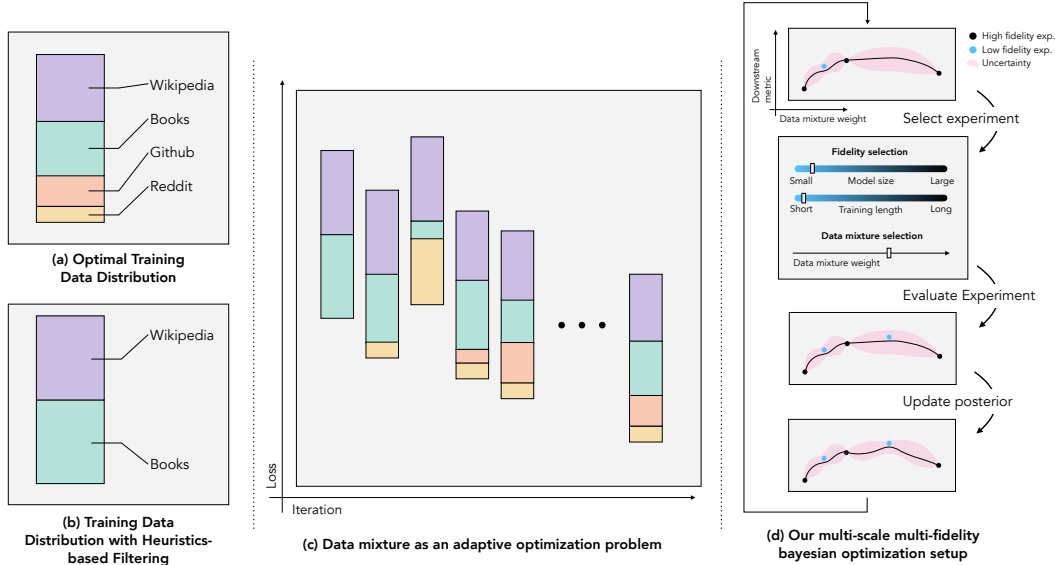 Wikipedia
Books
Github
Reddit
(a) Optimal Training
Data Distribution
Wikipedia
Books
(b) Training Data
Distribution with Heuristics-
based Filtering
Loss
Iteration
(c) Data mixture as an adaptive optimization problem
High fidelity exp.
Low fidelity exp.
Uncertainty
Downstream
metric
Data mixture weight
Select experiment
Fidelity selection
Small
Model size
Large
Short
Training length
Long
Data mixture selection
Data mixture weight
Evaluate Experiment
Update posterior
(d) Our multi-scale multi-fidelity
bayesian optimization setup